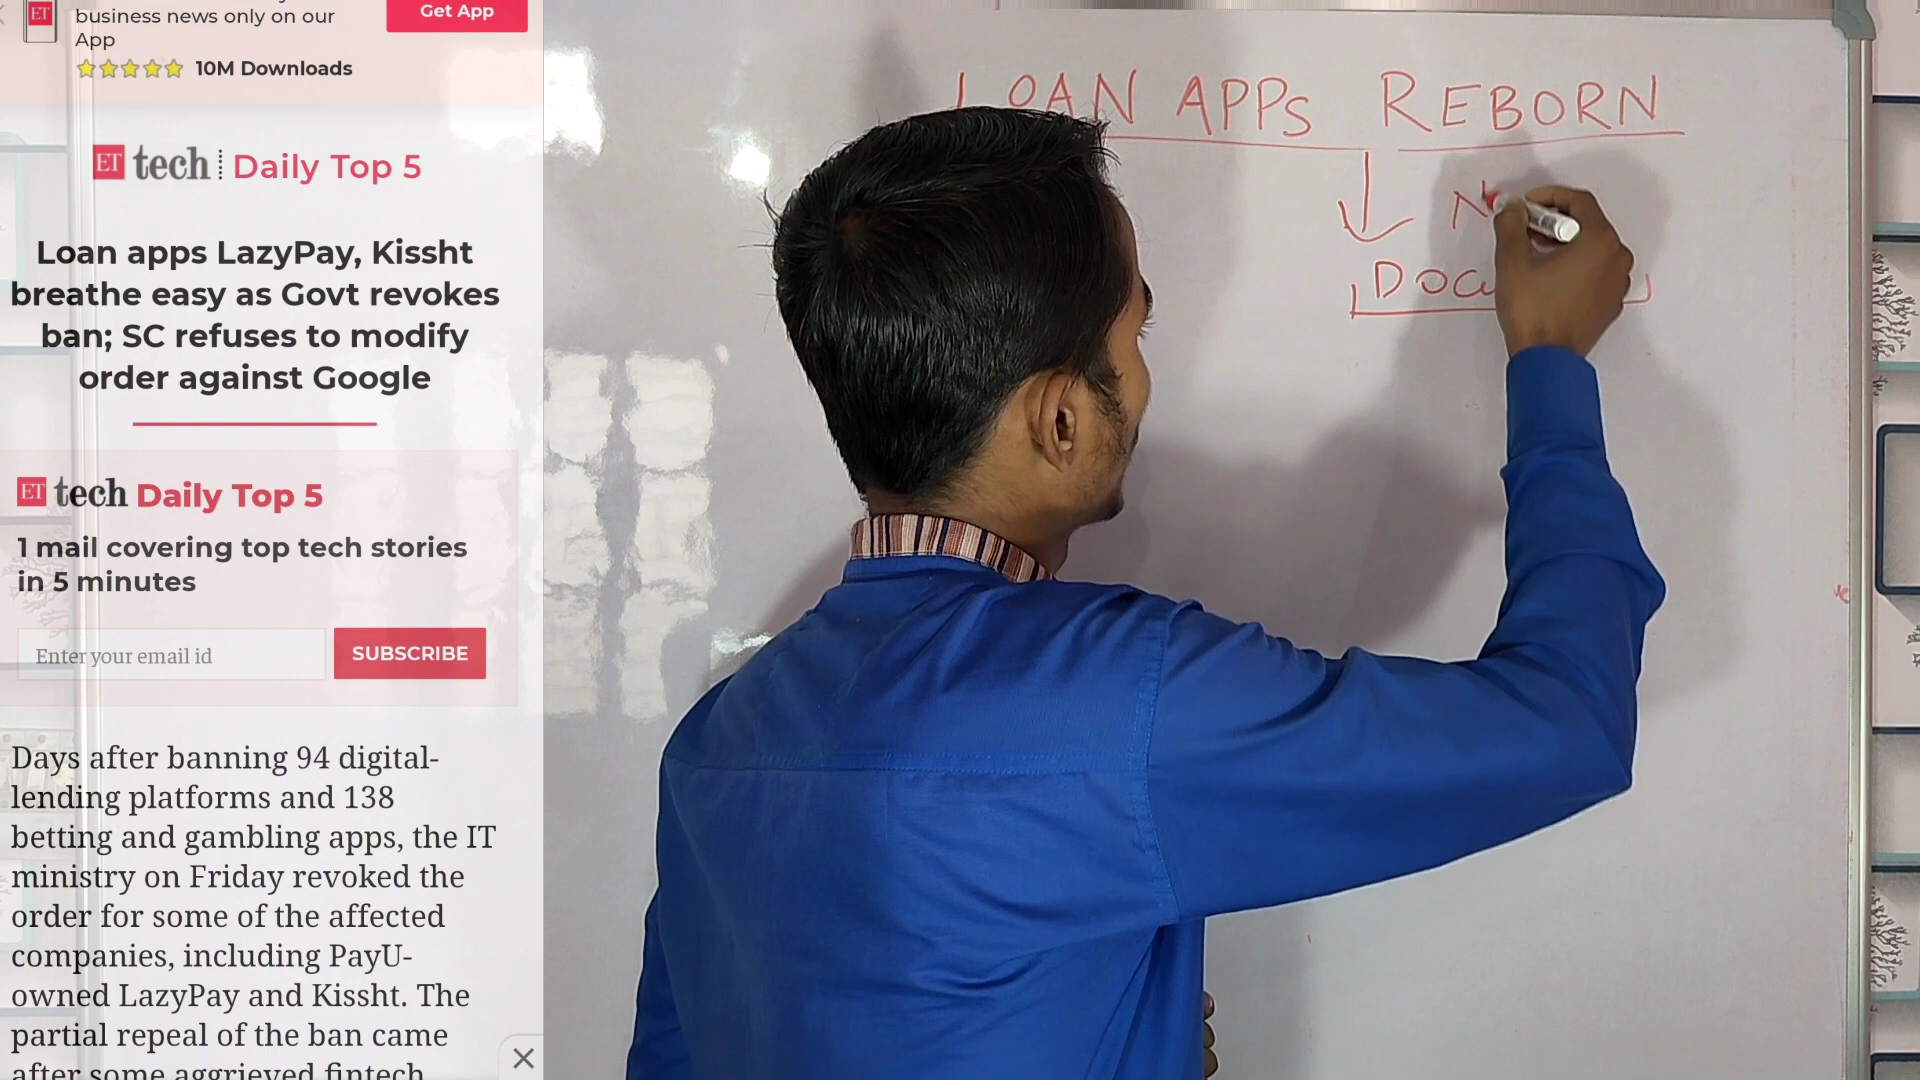 business news only on our
App
Get App
10M Downloads
ET tech Daily Top 5
Loan apps LazyPay, Kissht
breathe easy as Govt revokes
ban; SC refuses to modify
order against Google
ET tech Daily Top 5
1 mail covering top tech stories
in 5 minutes
Enter your email id
SUBSCRIBE
Days after banning 94 digital-
lending platforms and 138
betting and gambling apps, the IT
ministry on Friday revoked the
order for some of the affected
companies, including PayU-
owned LazyPay and Kissht. The
partial repeal of the ban came
after some aggrieved fintech
LOAN APPS REBORN